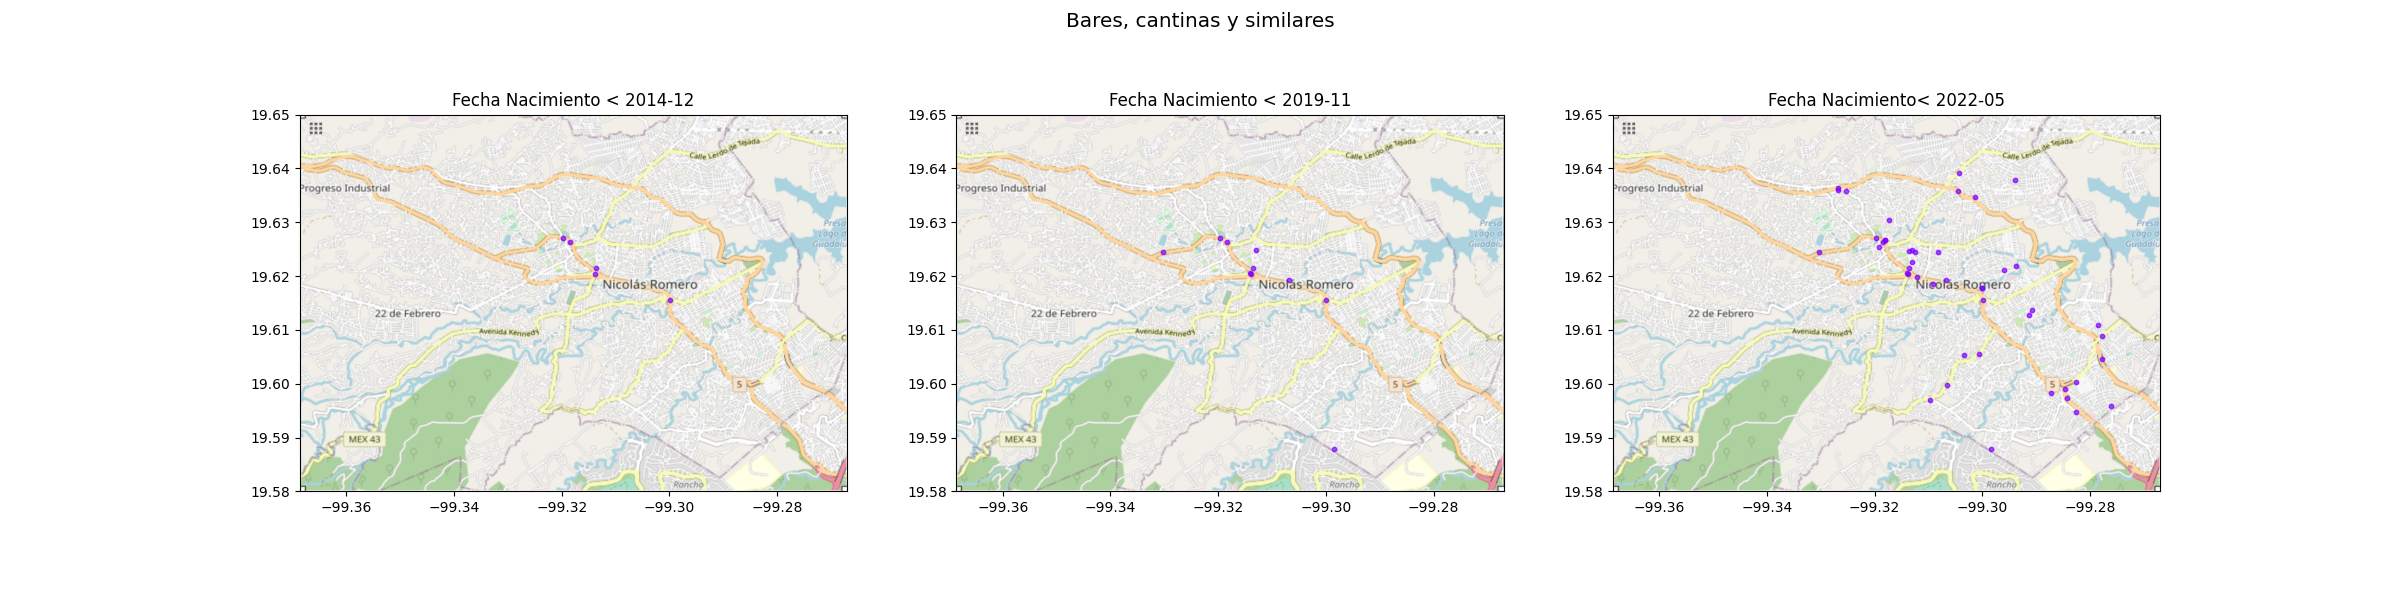 Bares, cantinas y similares
Fecha Nacimiento < 2014-12
19.65
19.64
19.63
19.62
19.61
19.60
19.59
19.58
−99.36
−99.34
−99.32
−99.30
−99.28
Calle Lerdo de Tejada
Progreso Industrial
Presa
Lago d
Guadalu
Nicolás Romero
22 de Febrero
Avenida Kennedy
5
MEX 43
Rancho
Fecha Nacimiento < 2019-11
19.65
19.64
19.63
19.62
19.61
19.60
19.59
19.58
−99.36
−99.34
−99.32
−99.30
−99.28
Calle Lerdo de Tejada
Progreso Industrial
Presa
Lago d
Guadalu
Nicolás Romero
22 de Febrero
Avenida Kennedy
5
MEX 43
Rancho
Fecha Nacimiento< 2022-05
19.65
19.64
19.63
19.62
19.61
19.60
19.59
19.58
−99.36
−99.34
−99.32
−99.30
−99.28
Calle Lerdo de Tejada
Progreso Industrial
Presa
Lago d
Guadalu
Nicolás Romero
22 de Febrero
Avenida Kennedy
5
MEX 43
Rancho